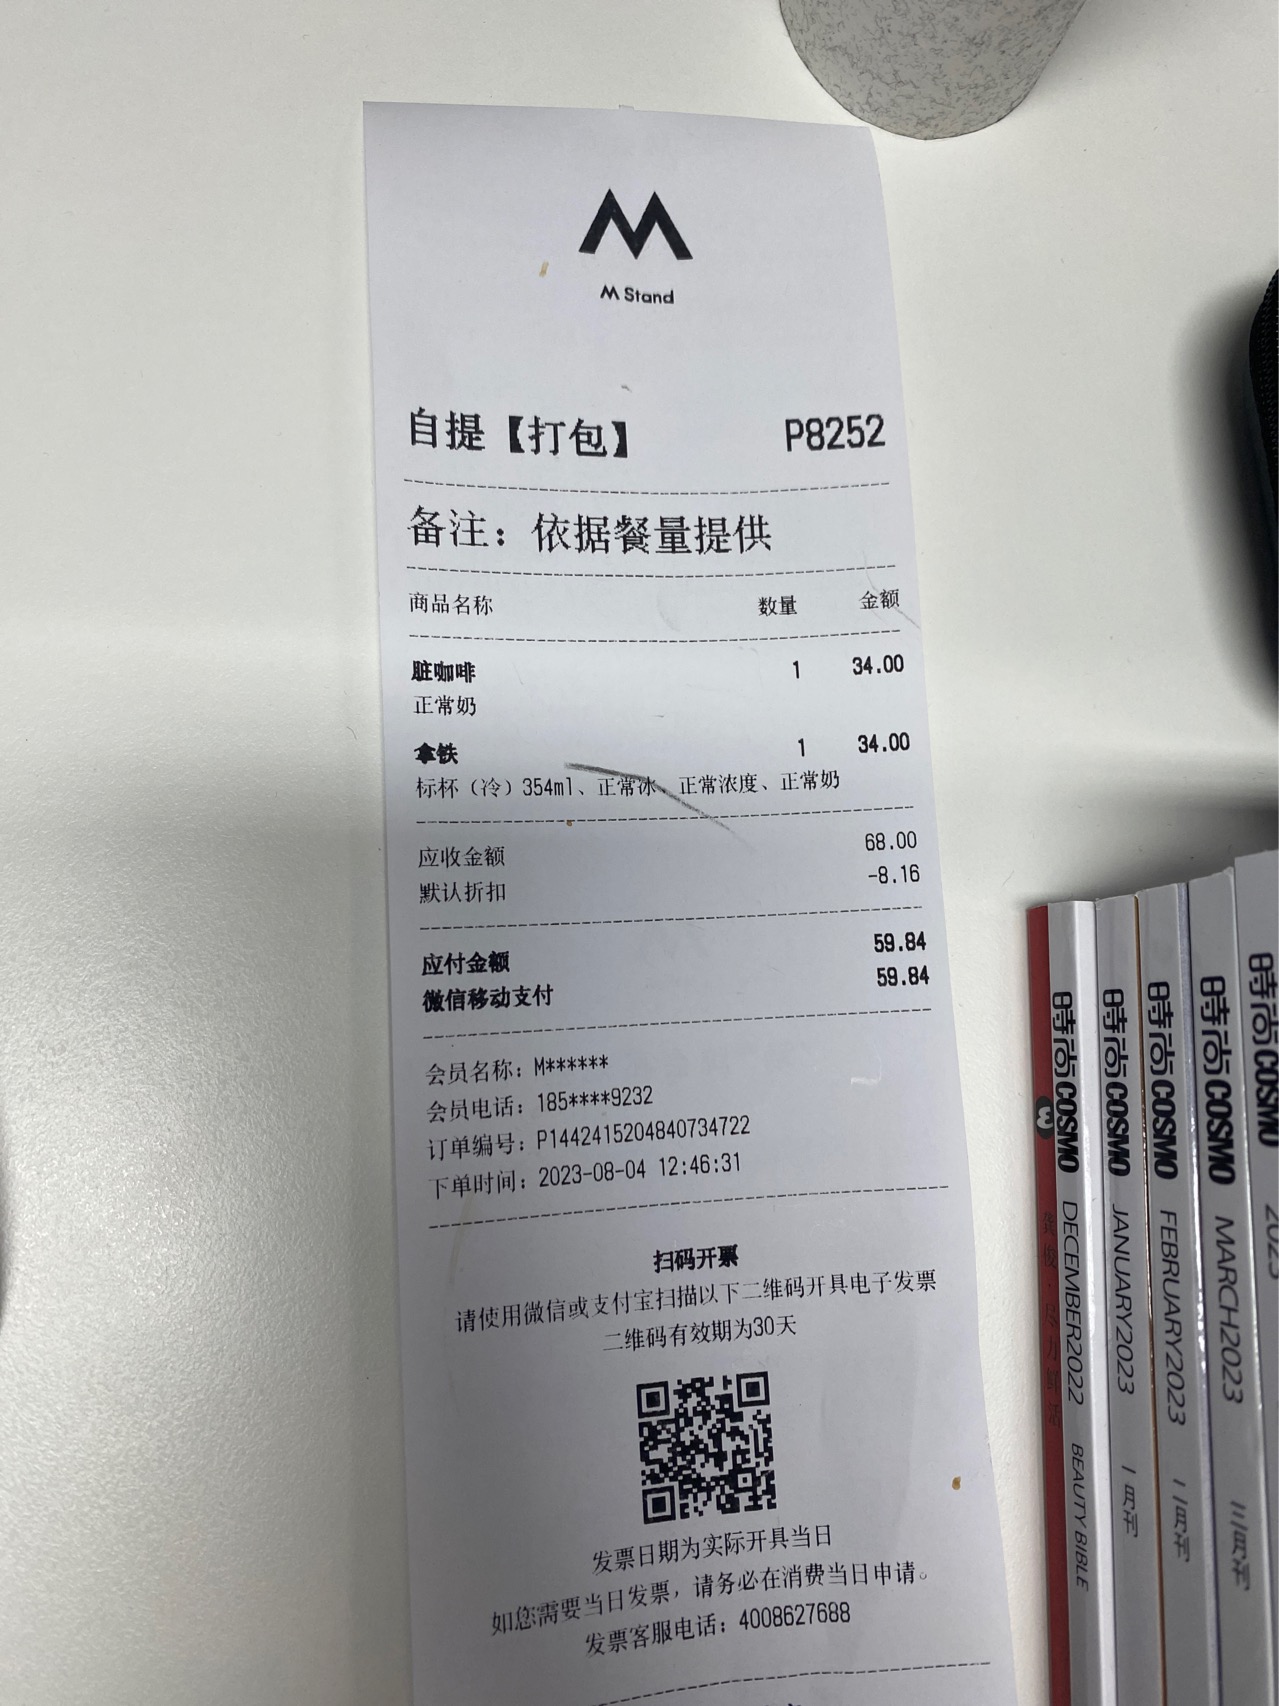 M Stand
自提【打包】 P8252
备注：依据餐量提供
商品名称 数量 金额
脏咖啡 1 34.00
正常奶
拿铁 1 34.00
标杯（冷）354ml、正常冰、正常浓度、正常奶
应收金额 68.00
默认折扣 -8.16
应付金额 59.84
微信移动支付 59.84
会员名称：M******
会员电话：185****9232
订单编号：P1442415204840734722
下单时间：2023-08-04 12:46:31
扫码开票
请使用微信或支付宝扫描以下二维码开具电子发票
二维码有效期为30天
发票日期为实际开具当日
如您需要当日发票，请务必在消费当日申请。
发票客服电话：4008627688
時尚COSMO DECEMBER2022 BEAUTY BIBLE
時尚COSMO JANUARY2023 一月刊
時尚COSMO FEBRUARY2023 二月刊
時尚COSMO MARCH2023 三月刊
時尚COSMO 2023